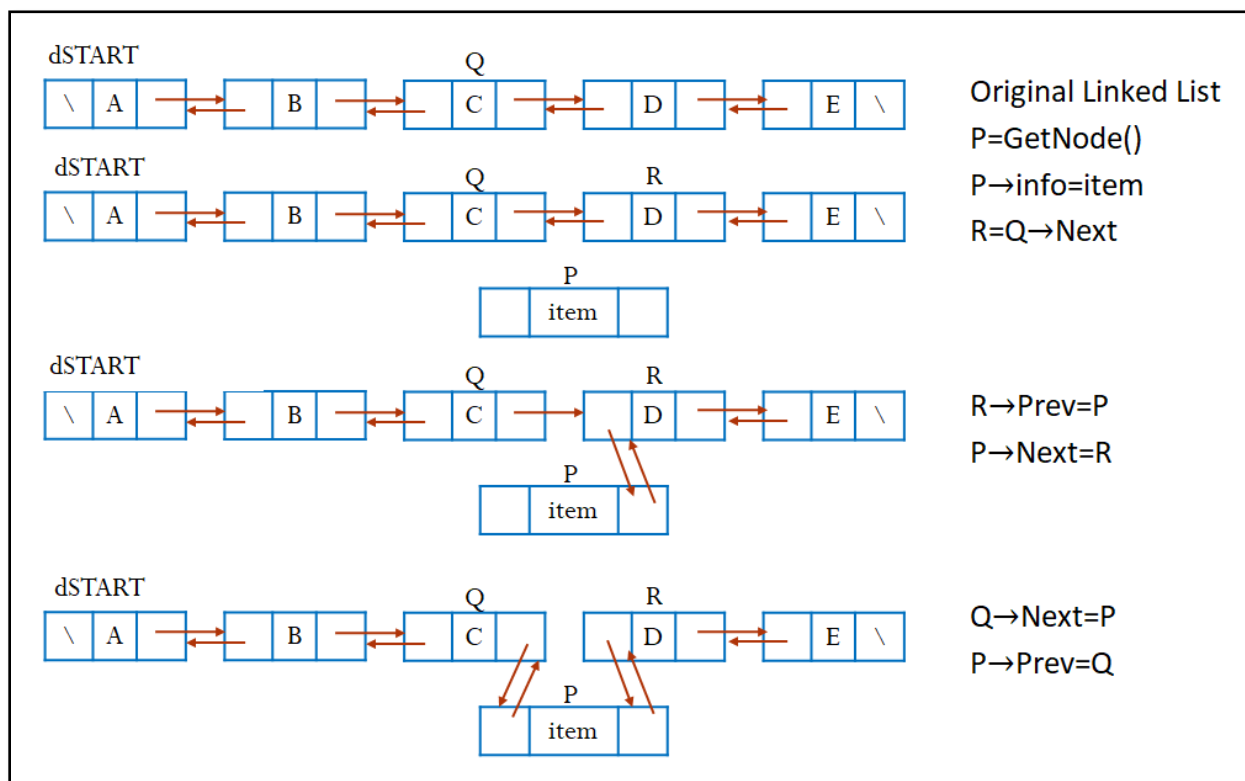 dSTART
Q
\ A B C D E \
Original Linked List
P=GetNode()
P→info=item
R=Q→Next
dSTART
Q R
\ A B C D E \
P
item
dSTART
Q R
\ A B C D E \
R→Prev=P
P→Next=R
P
item
dSTART
Q R
\ A B C D E \
Q→Next=P
P→Prev=Q
P
item